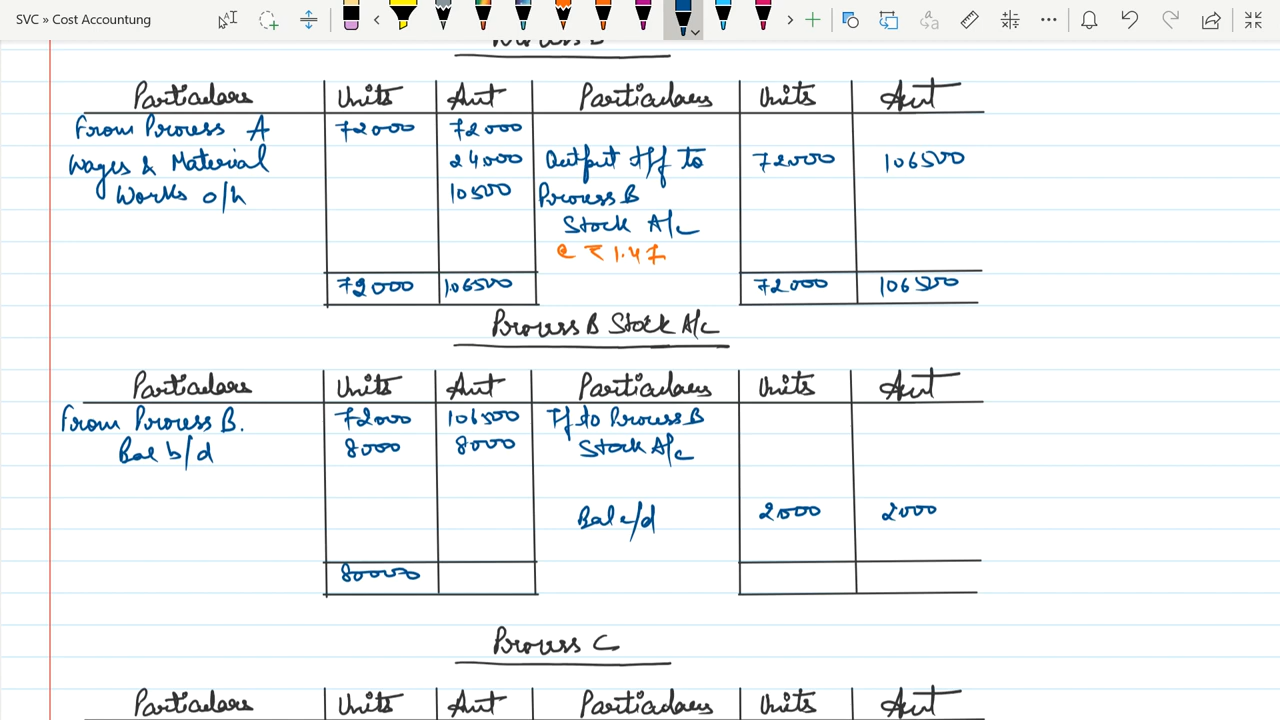 SVC » Cost Accountung
Process B
Particulars Units Amt Particulars Units Amt
From Process A 72000 72000
Wages & Material 24000 Output tff to 72000 106500
Works o/h 10500 Process B
Stock A/c
@ ₹ 1.47
72000 106500 72000 106500
Process B Stock A/c
Particulars Units Amt Particulars Units Amt
From Process B. 72000 106500 Tf to Process B
Bal b/d 8000 8000 Stock A/c
Bal c/d 2000 2000
80000
Process C
Particulars Units Amt Particulars Units Amt